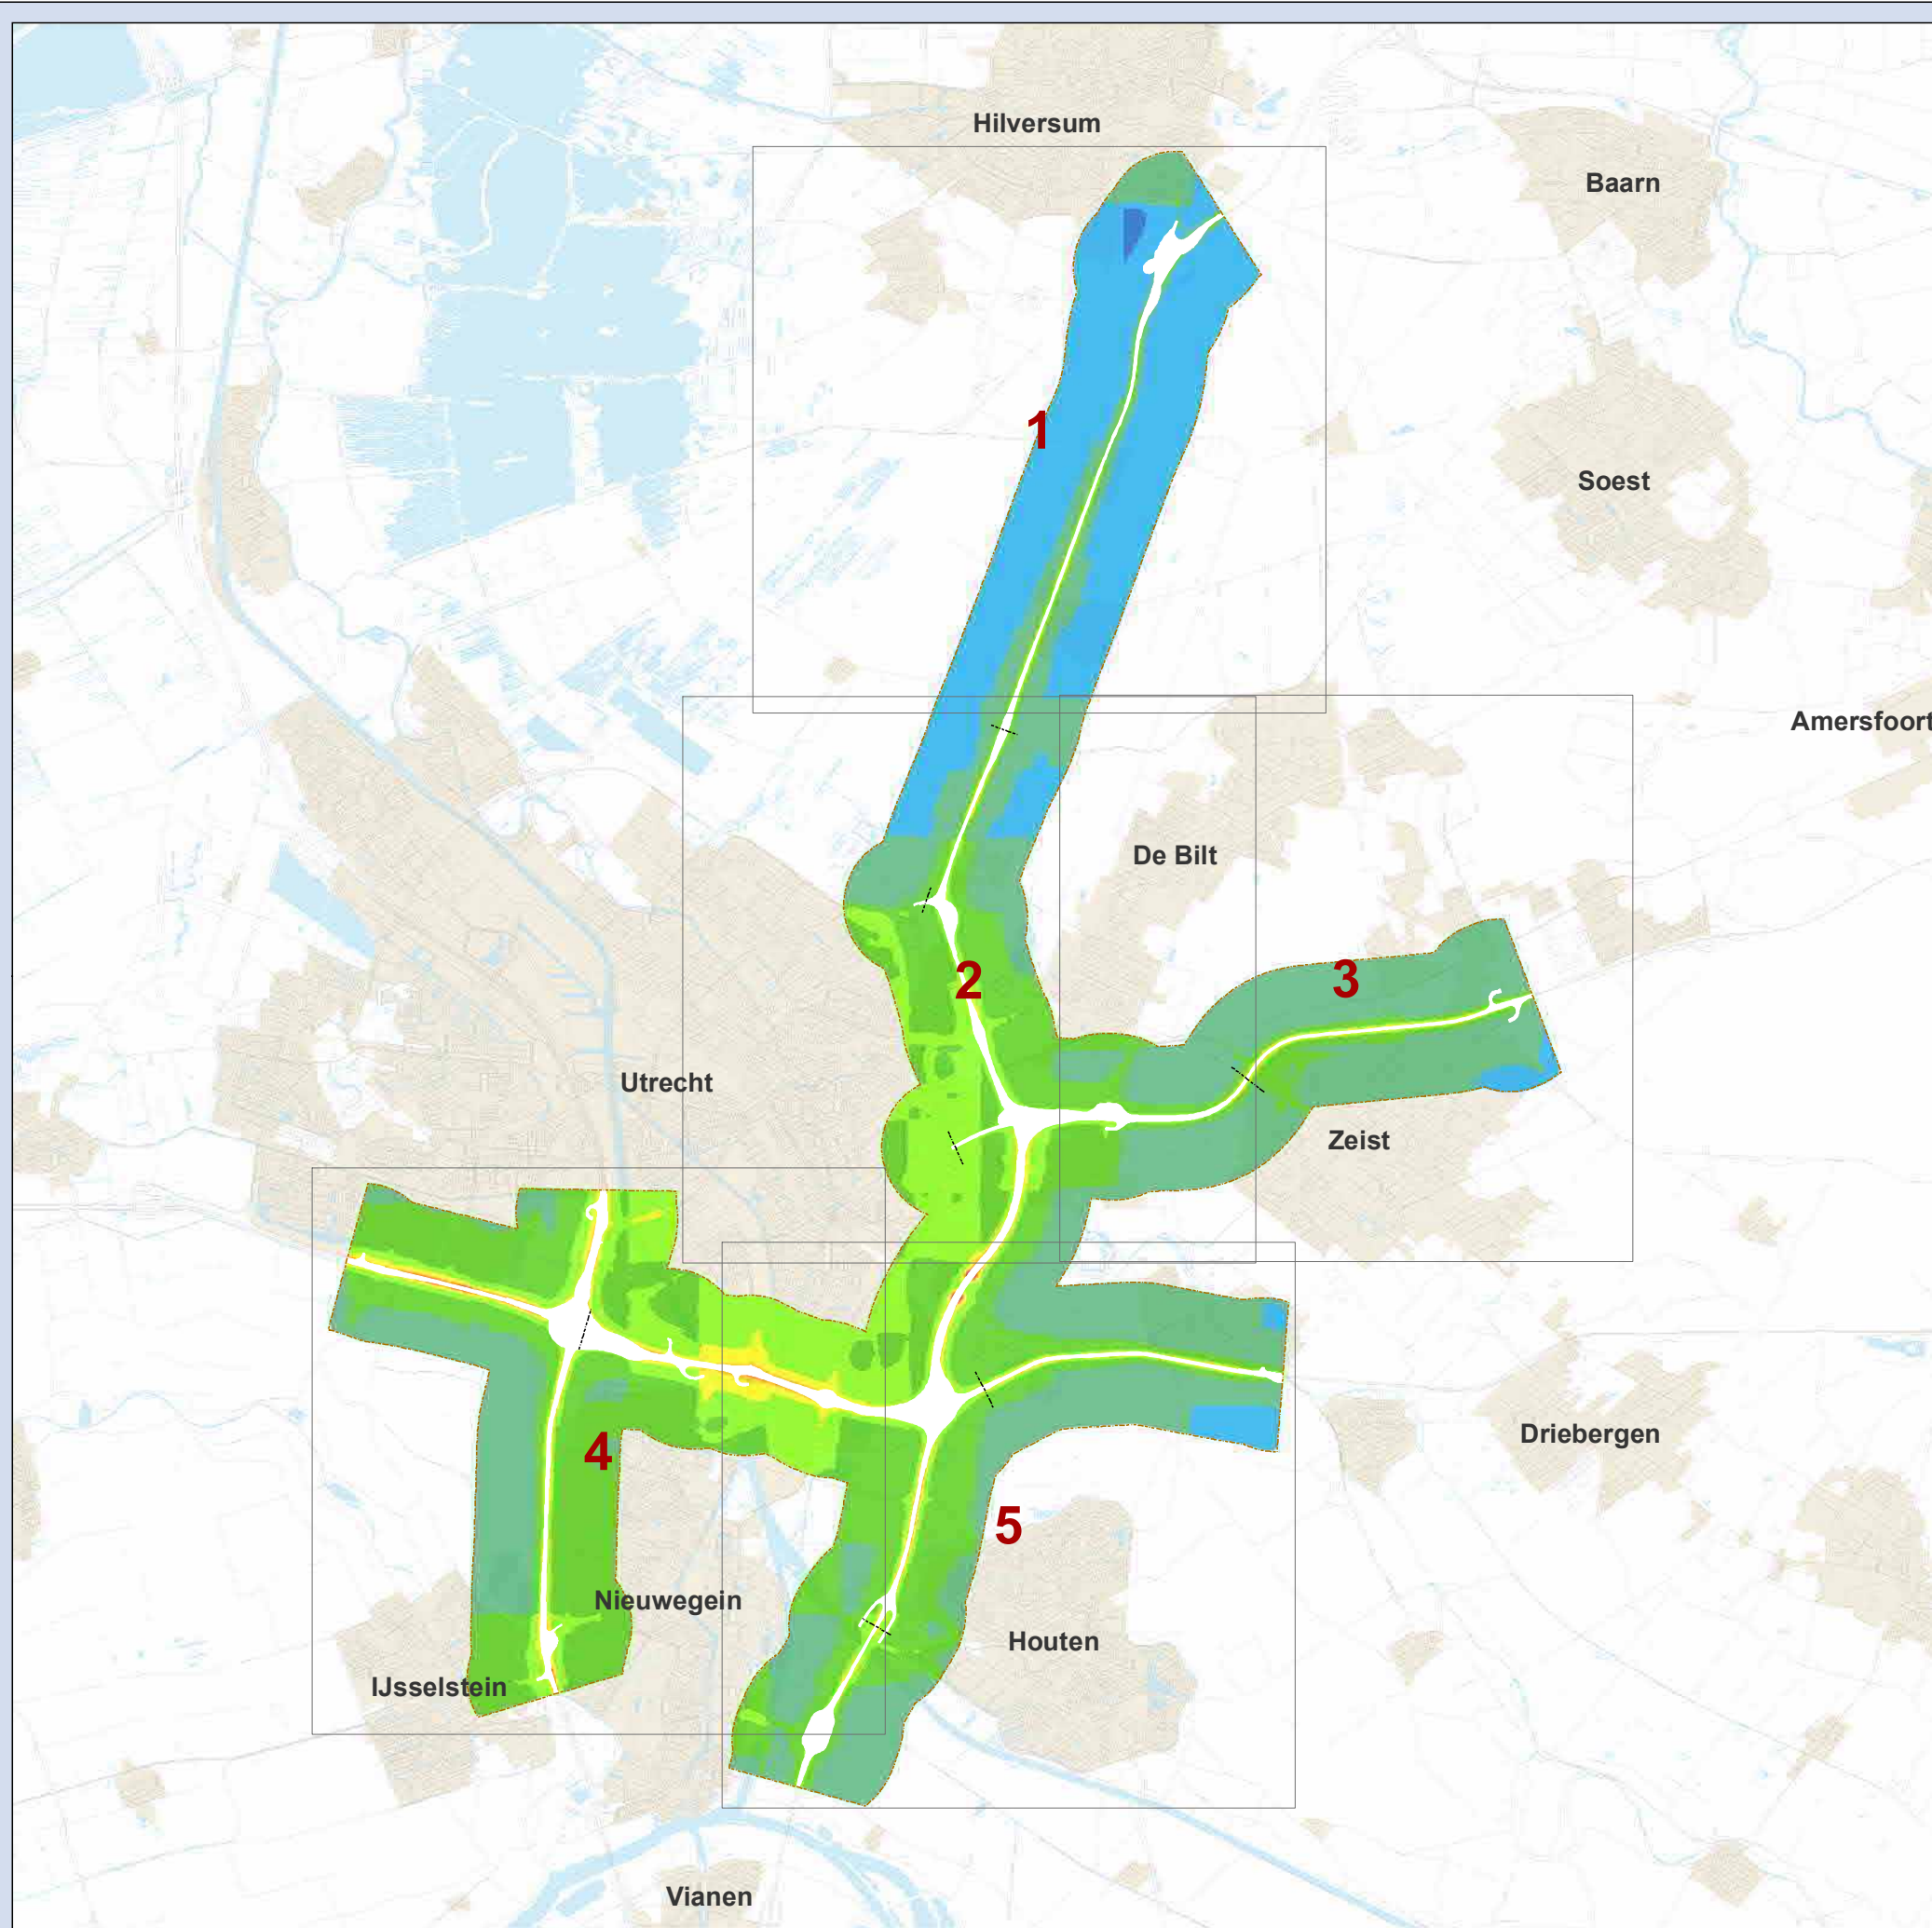 Hilversum
Baarn
1
Soest
Amersfoort
De Bilt
2
3
Utrecht
Zeist
4
Driebergen
5
Nieuwegein
Houten
IJsselstein
Vianen